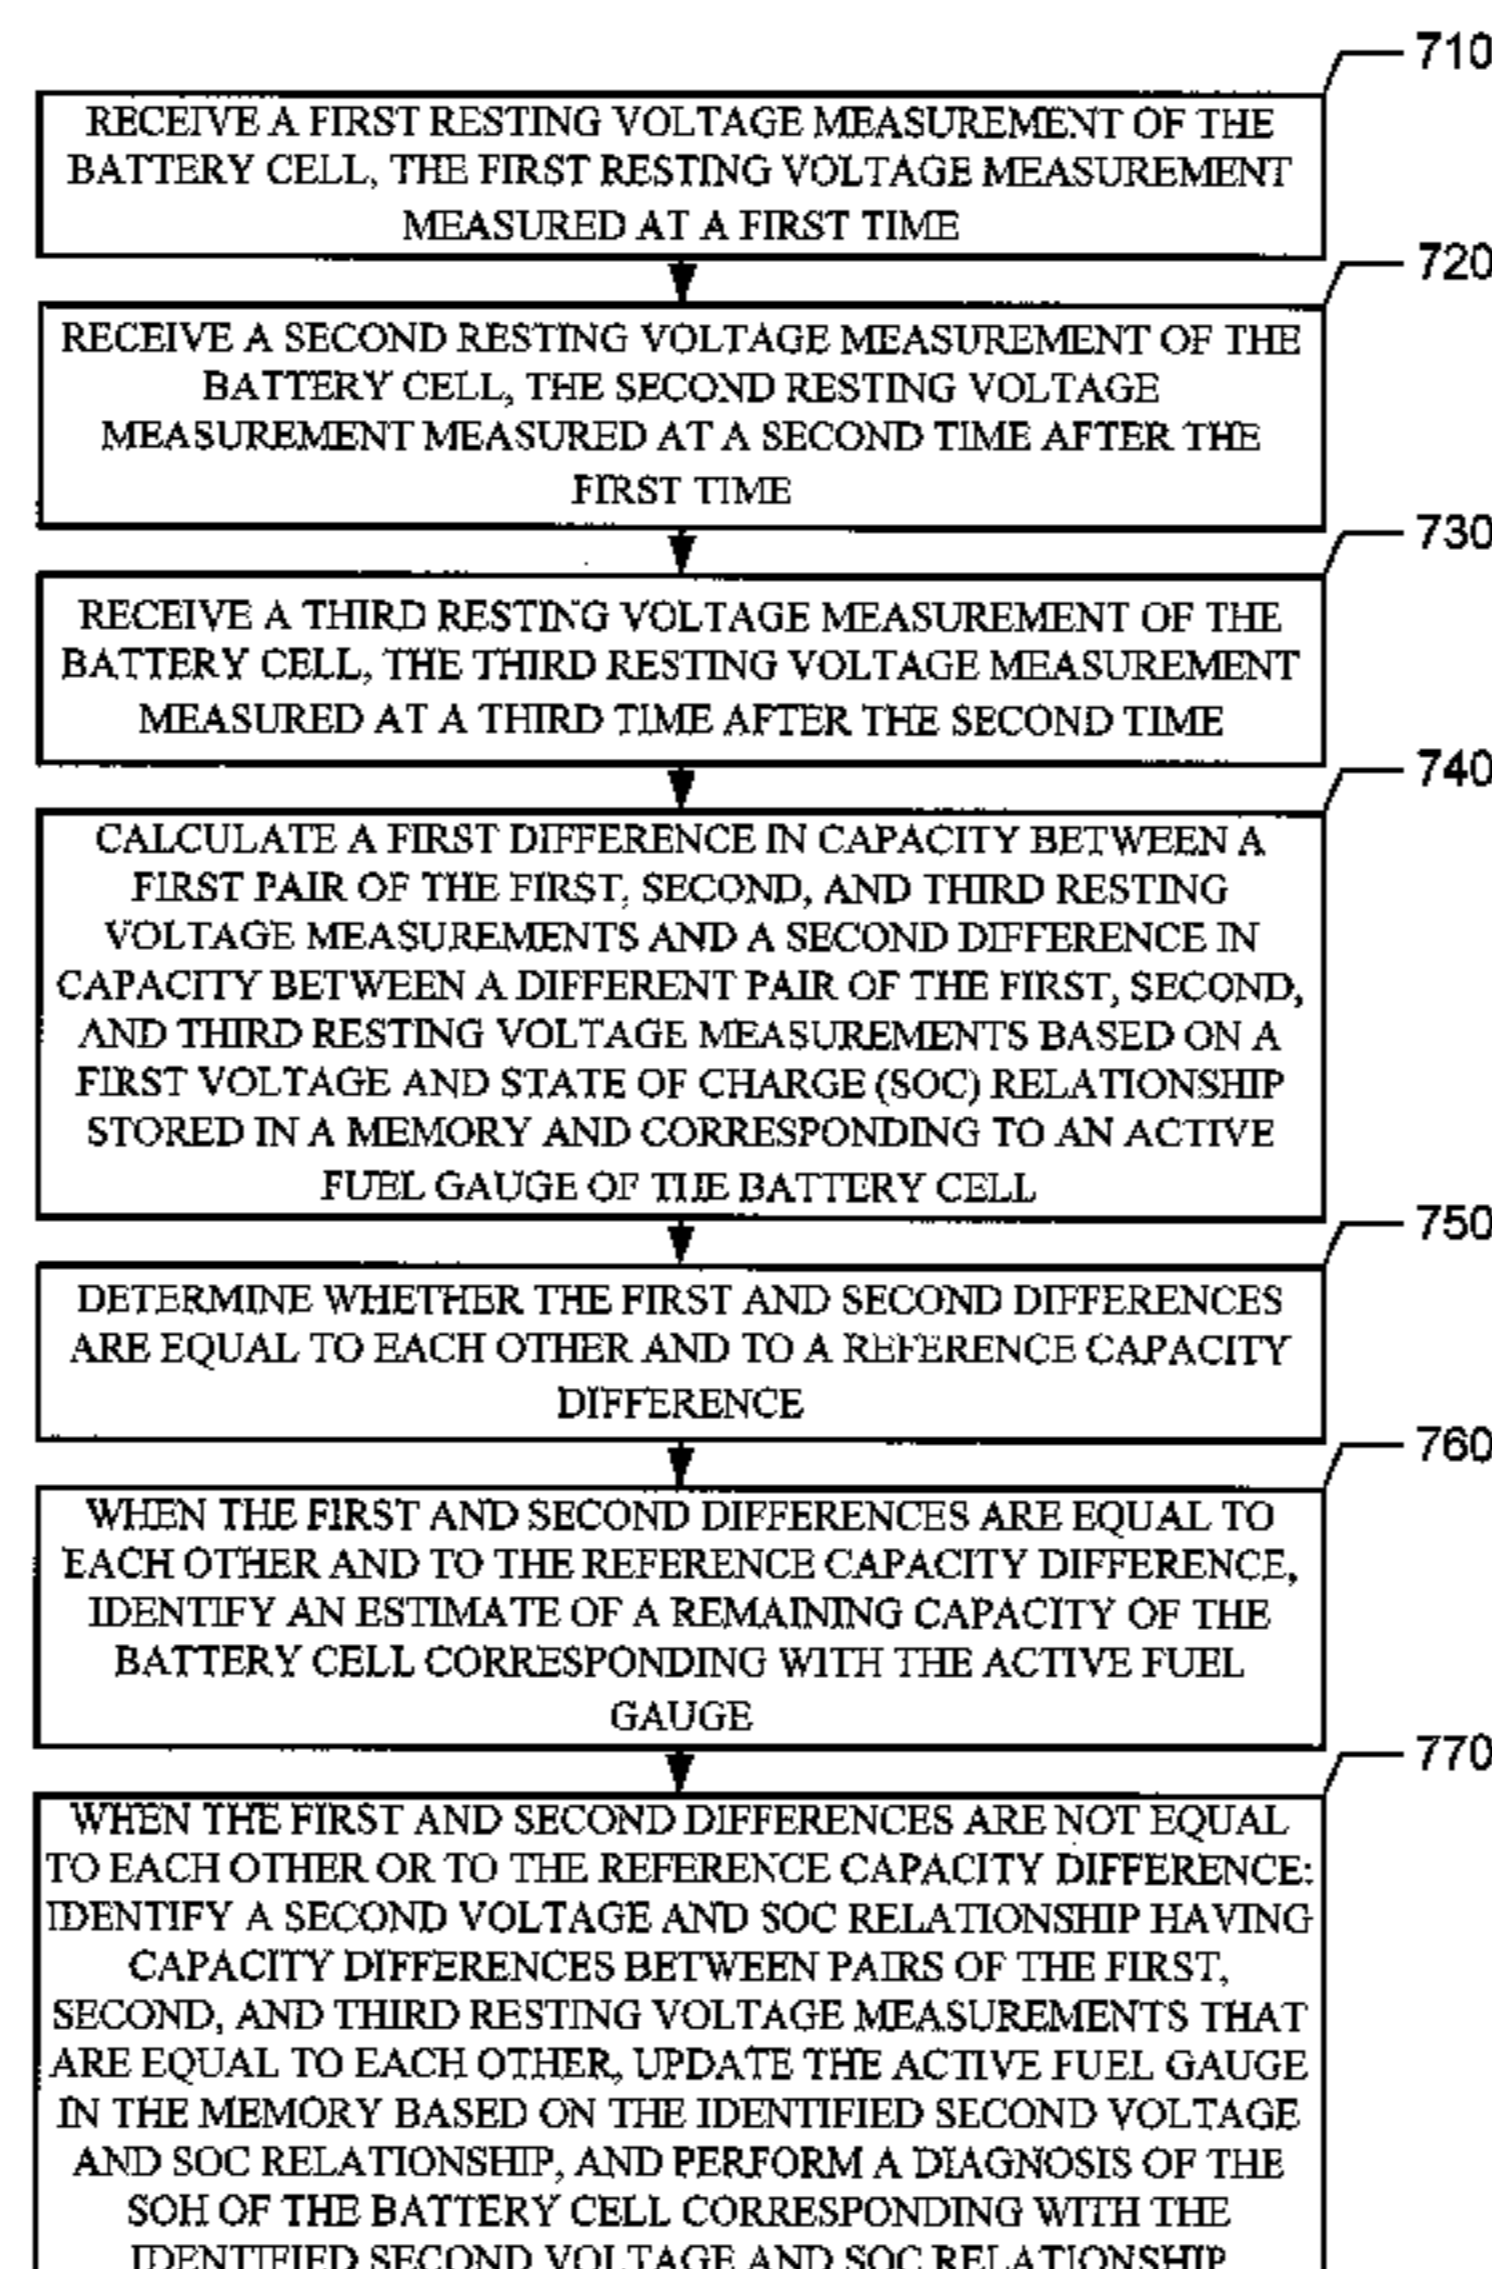 710
RECEIVE A FIRST RESTING VOLTAGE MEASUREMENT OF THE
BATTERY CELL, THE FIRST RESTING VOLTAGE MEASUREMENT
MEASURED AT A FIRST TIME
720
RECEIVE A SECOND RESTING VOLTAGE MEASUREMENT OF THE
BATTERY CELL, THE SECOND RESTING VOLTAGE
MEASUREMENT MEASURED AT A SECOND TIME AFTER THE
FIRST TIME
730
RECEIVE A THIRD RESTING VOLTAGE MEASUREMENT OF THE
BATTERY CELL, THE THIRD RESTING VOLTAGE MEASUREMENT
MEASURED AT A THIRD TIME AFTER THE SECOND TIME
740
CALCULATE A FIRST DIFFERENCE IN CAPACITY BETWEEN A
FIRST PAIR OF THE FIRST, SECOND, AND THIRD RESTING
VOLTAGE MEASUREMENTS AND A SECOND DIFFERENCE IN
CAPACITY BETWEEN A DIFFERENT PAIR OF THE FIRST, SECOND,
AND THIRD RESTING VOLTAGE MEASUREMENTS BASED ON A
FIRST VOLTAGE AND STATE OF CHARGE (SOC) RELATIONSHIP
STORED IN A MEMORY AND CORRESPONDING TO AN ACTIVE
FUEL GAUGE OF THE BATTERY CELL
750
DETERMINE WHETHER THE FIRST AND SECOND DIFFERENCES
ARE EQUAL TO EACH OTHER AND TO A REFERENCE CAPACITY
DIFFERENCE
760
WHEN THE FIRST AND SECOND DIFFERENCES ARE EQUAL TO
EACH OTHER AND TO THE REFERENCE CAPACITY DIFFERENCE,
IDENTIFY AN ESTIMATE OF A REMAINING CAPACITY OF THE
BATTERY CELL CORRESPONDING WITH THE ACTIVE FUEL
GAUGE
770
WHEN THE FIRST AND SECOND DIFFERENCES ARE NOT EQUAL
TO EACH OTHER OR TO THE REFERENCE CAPACITY DIFFERENCE:
IDENTIFY A SECOND VOLTAGE AND SOC RELATIONSHIP HAVING
CAPACITY DIFFERENCES BETWEEN PAIRS OF THE FIRST,
SECOND, AND THIRD RESTING VOLTAGE MEASUREMENTS THAT
ARE EQUAL TO EACH OTHER, UPDATE THE ACTIVE FUEL GAUGE
IN THE MEMORY BASED ON THE IDENTIFIED SECOND VOLTAGE
AND SOC RELATIONSHIP, AND PERFORM A DIAGNOSIS OF THE
SOH OF THE BATTERY CELL CORRESPONDING WITH THE
IDENTIFIED SECOND VOLTAGE AND SOC RELATIONSHIP